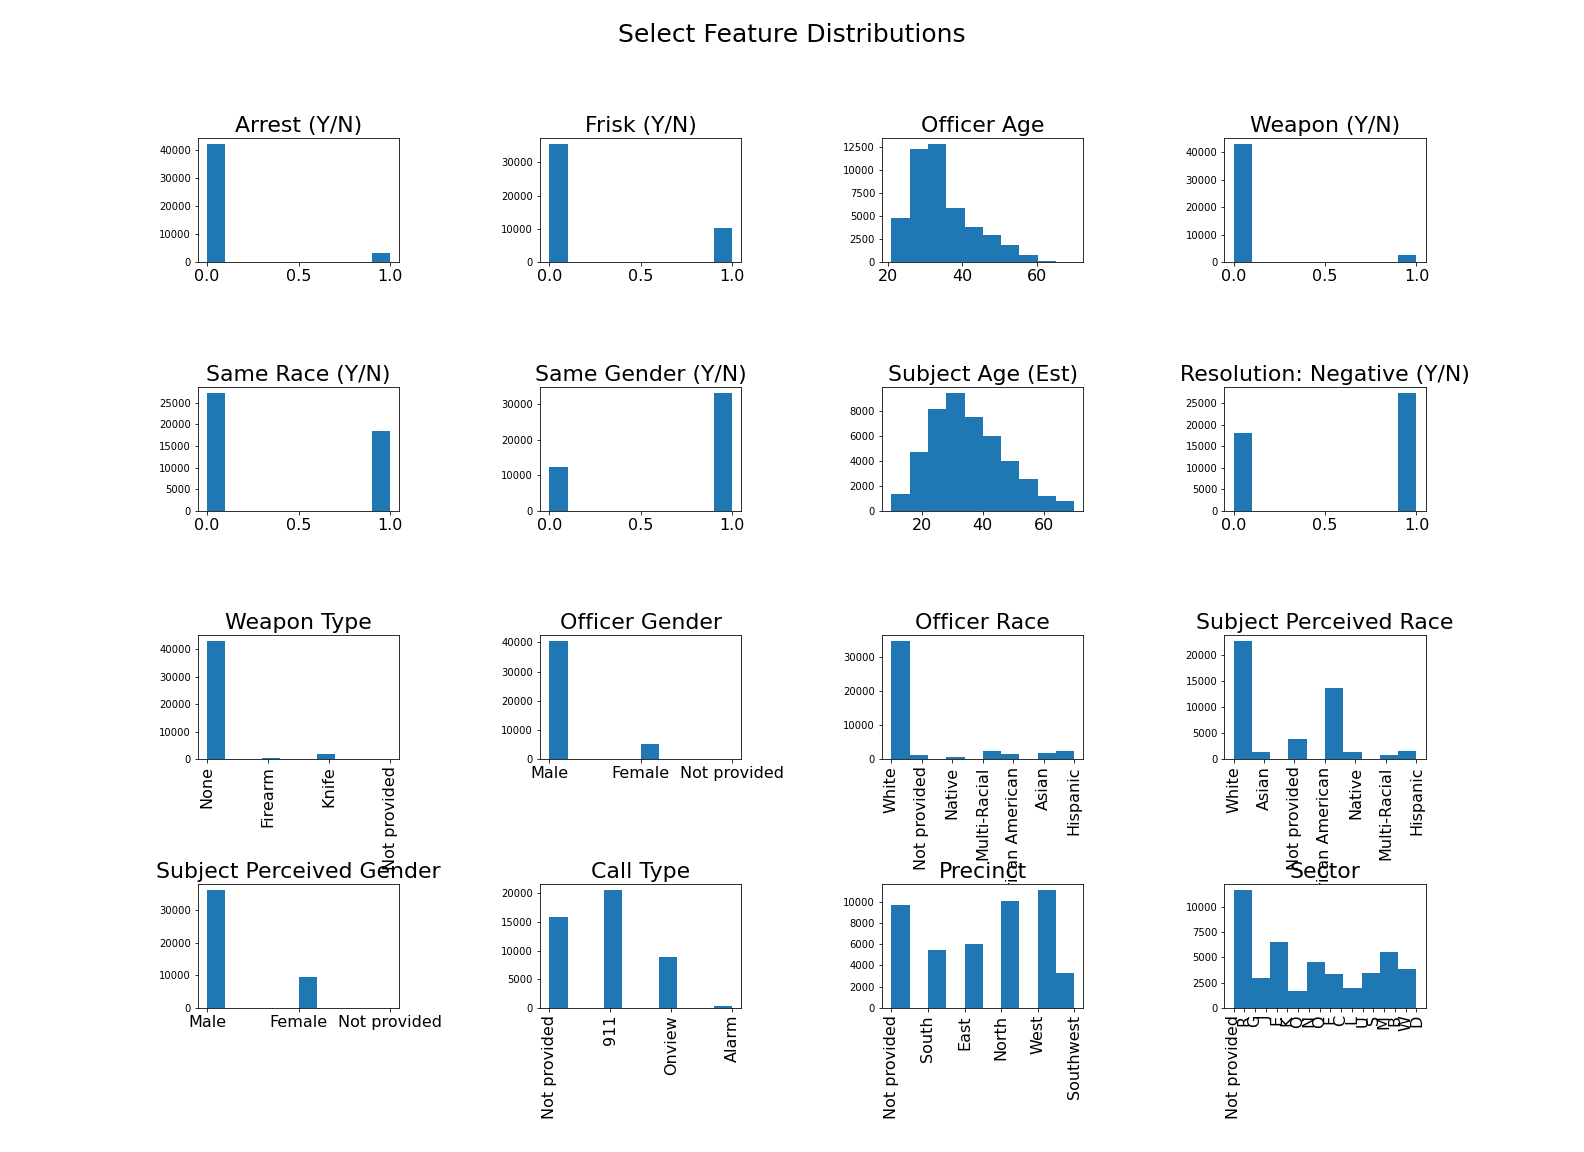 Select Feature Distributions
Arrest (Y/N)
40000
30000
20000
10000
0
0.0 0.5 1.0
Frisk (Y/N)
30000
20000
10000
0
0.0 0.5 1.0
Officer Age
12500
10000
7500
5000
2500
0
20 40 60
Weapon (Y/N)
40000
30000
20000
10000
0
0.0 0.5 1.0
Same Race (Y/N)
25000
20000
15000
10000
5000
0
0.0 0.5 1.0
Same Gender (Y/N)
30000
20000
10000
0
0.0 0.5 1.0
Subject Age (Est)
8000
6000
4000
2000
0
20 40 60
Resolution: Negative (Y/N)
25000
20000
15000
10000
5000
0
0.0 0.5 1.0
Weapon Type
40000
30000
20000
10000
0
None
Firearm
Knife
Not provided
Officer Gender
40000
30000
20000
10000
0
Male Female Not provided
Officer Race
30000
20000
10000
0
White
Not provided
Native
Multi-Racial
American
Asian
Hispanic
Subject Perceived Race
20000
15000
10000
5000
0
White
Asian
Not provided
American
Native
Multi-Racial
Hispanic
Subject Perceived Gender
30000
20000
10000
0
Male Female Not provided
Call Type
20000
15000
10000
5000
0
Not provided
911
Onview
Alarm
Precinct
10000
8000
6000
4000
2000
0
Not provided
South
East
North
West
Southwest
Sector
10000
7500
5000
2500
0
Not provided
R
G
J
K
N
C
L
U
S
M
W
D